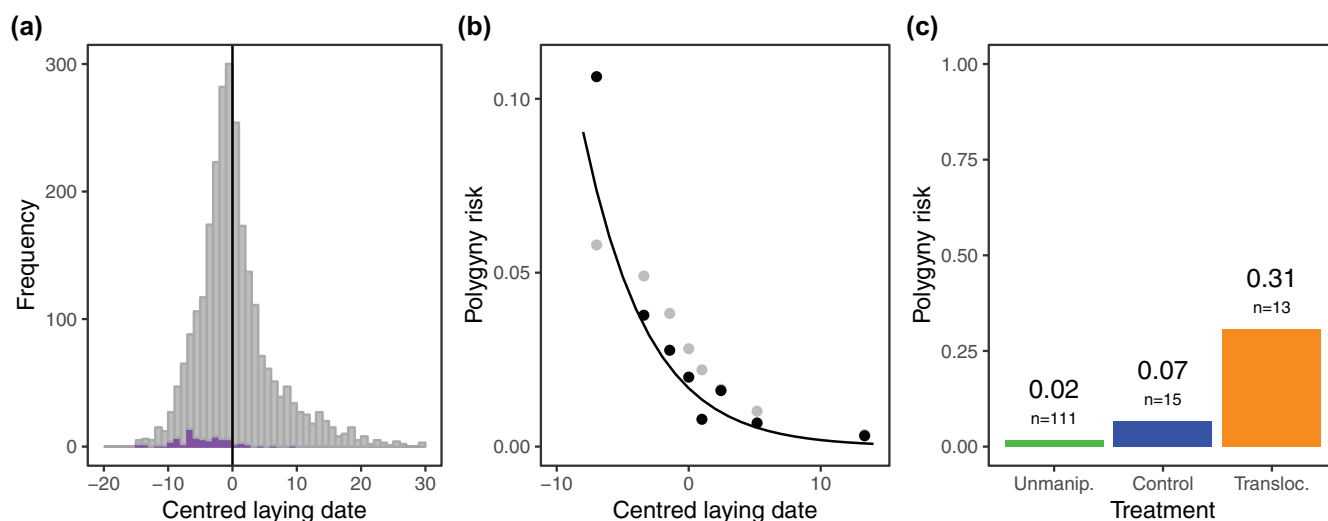 (a)
300
200
100
0
Frequency
−20 −10 0 10 20 30
Centred laying date
(b)
0.10
0.05
0.00
Polygyny risk
−10 0 10
Centred laying date
(c)
1.00
0.75
0.50
0.25
0.00
Polygyny risk
0.02
n=111
0.07
n=15
0.31
n=13
Unmanip. Control Transloc.
Treatment